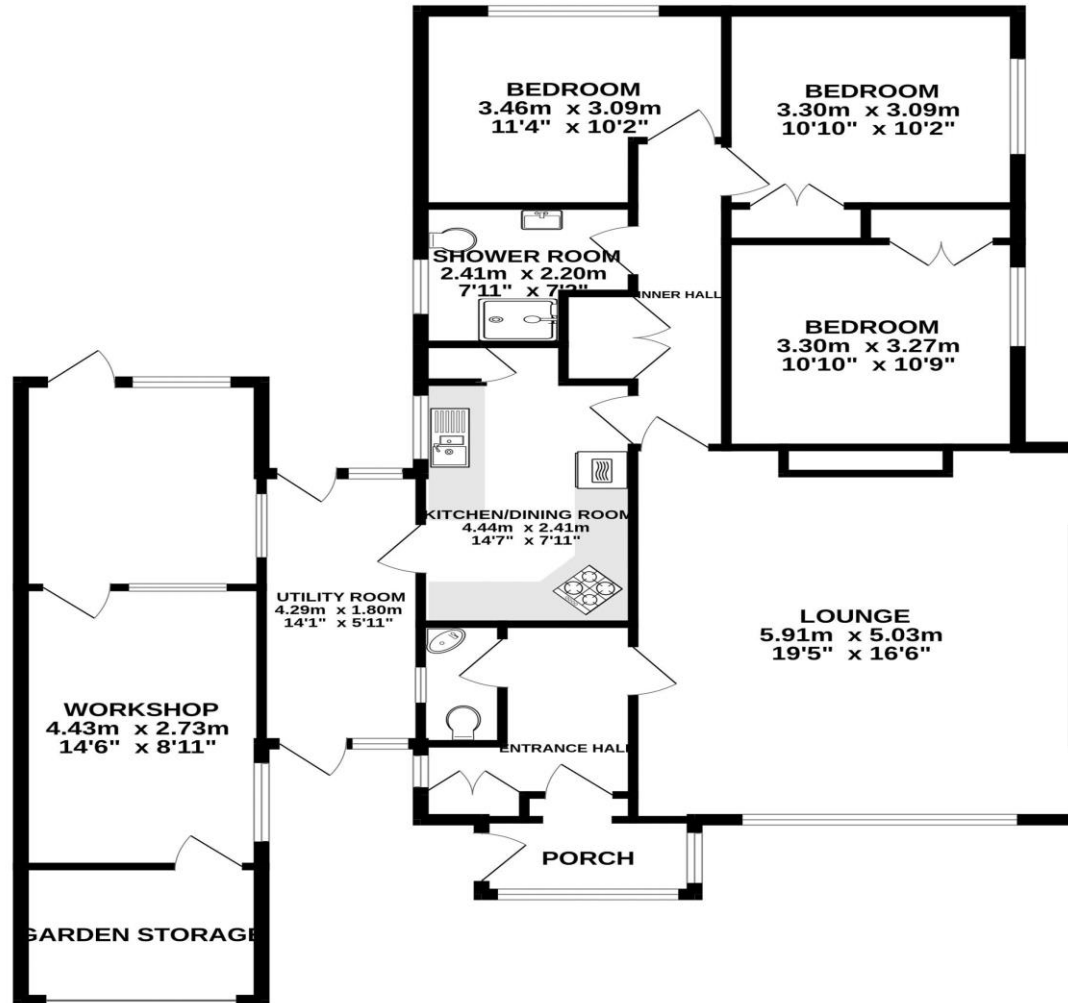 BEDROOM
3.46m x 3.09m
11'4" x 10'2"
BEDROOM
3.30m x 3.09m
10'10" x 10'2"
SHOWER ROOM
2.41m x 2.20m
7'11" x 7'3"
INNER HALL
BEDROOM
3.30m x 3.27m
10'10" x 10'9"
KITCHEN/DINING ROOM
4.44m x 2.41m
14'7" x 7'11"
UTILITY ROOM
4.29m x 1.80m
14'1" x 5'11"
LOUNGE
5.91m x 5.03m
19'5" x 16'6"
WORKSHOP
4.43m x 2.73m
14'6" x 8'11"
ENTRANCE HALL
PORCH
GARDEN STORAGE